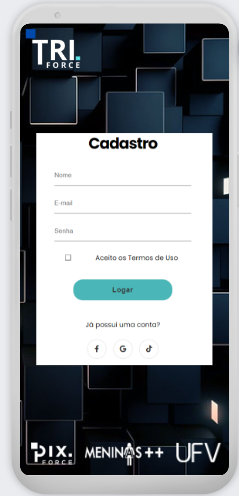 TRI.
FORCE
Cadastro
Nome
E-mail
Senha
Aceito os Termos de Uso
Logar
Já possui uma conta?
f G
PIX.
FORCE
MENINAS++
UFV